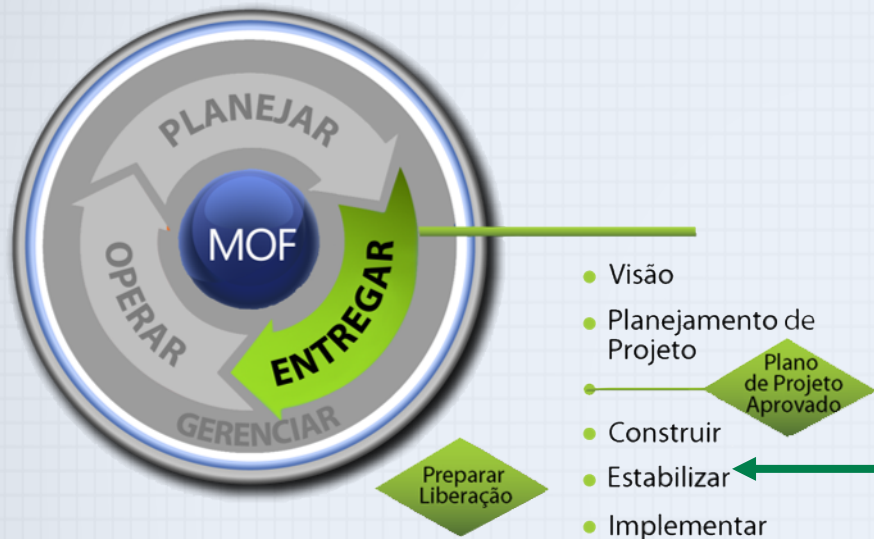 PLANEJAR
MOF
OPERAR
ENTREGAR
GERENCIAR
Visão
Planejamento de
Projeto
Plano
de Projeto
Aprovado
Construir
Preparar
Liberação
Estabilizar
Implementar